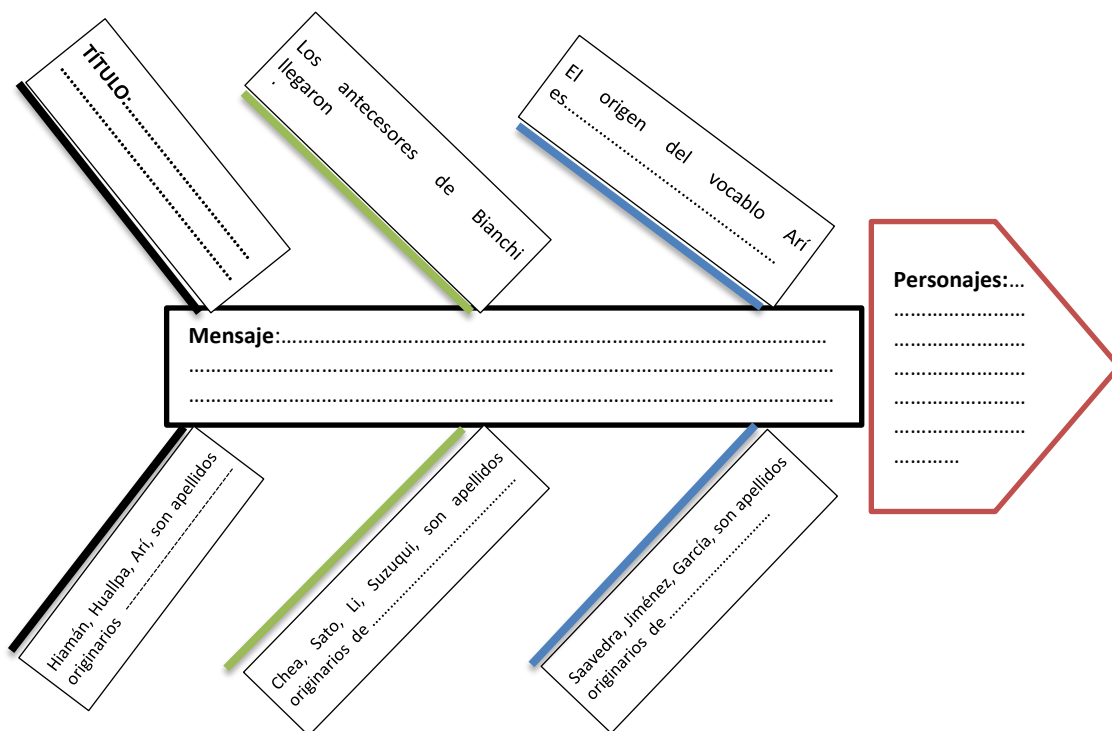 TÍTULO:...............................
..............................................
Los antecesores de Bianchi
llegaron
.
El origen del vocablo Arí
es..........................................
Mensaje:……………………………………………………………………………………………
……………………………………………………………………………………………………………
……………………………………………………………………………………………………………
Personajes:…
……………………
……………………
……………………
……………………
……………………
…………
Hiamán, Huallpa, Arí, son apellidos
originarios -------------------------
Chea, Sato, Li, Suzuqui, son apellidos
originarios de ……………………………………
Saavedra, Jiménez, García, son apellidos
originarios de ……………………………